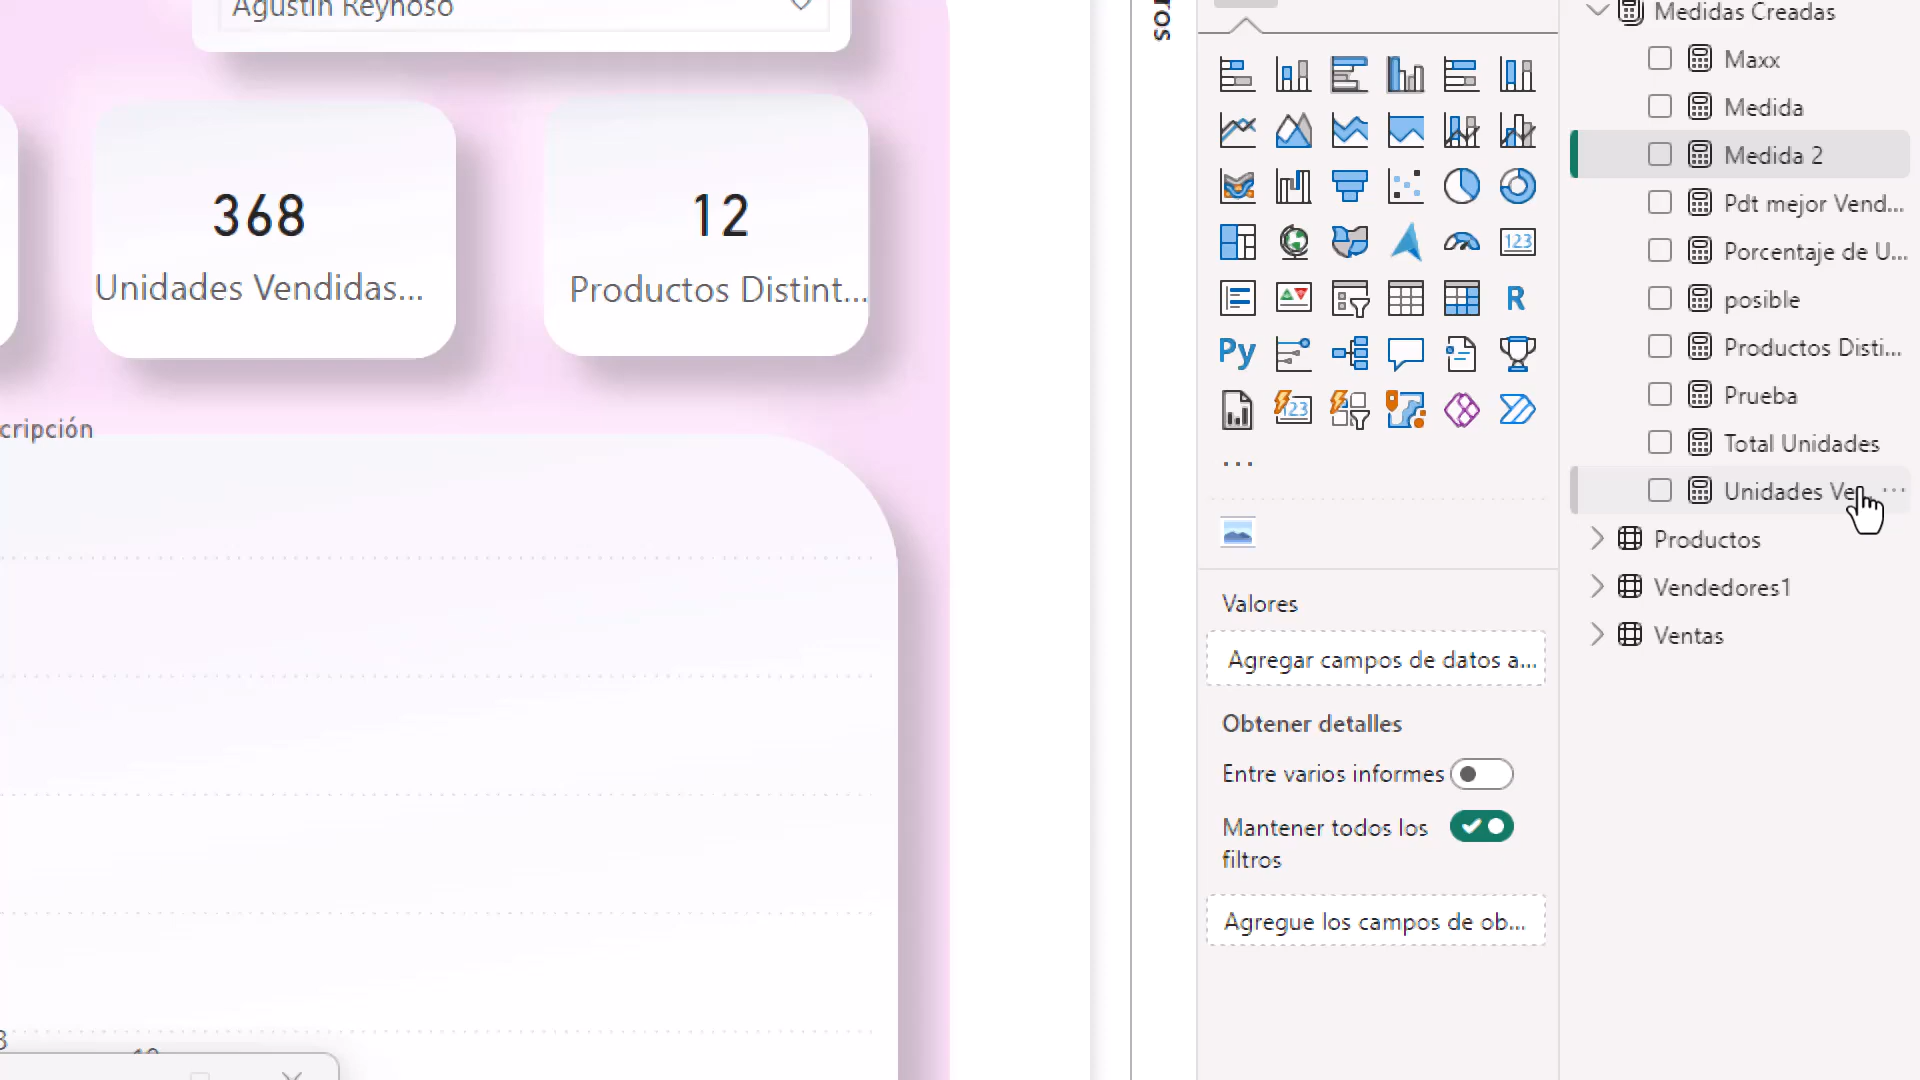 Agustín Reynoso
368
Unidades Vendidas...
12
Productos Distint...
cripción
Medidas Creadas
Maxx
Medida
Medida 2
Pdt mejor Vend...
Porcentaje de U...
posible
Productos Disti...
Prueba
Total Unidades
Unidades Ve...
Productos
Vendedores1
Ventas
123
R
Py
123
...
Valores
Agregar campos de datos a...
Obtener detalles
Entre varios informes
Mantener todos los
filtros
Agregue los campos de ob...